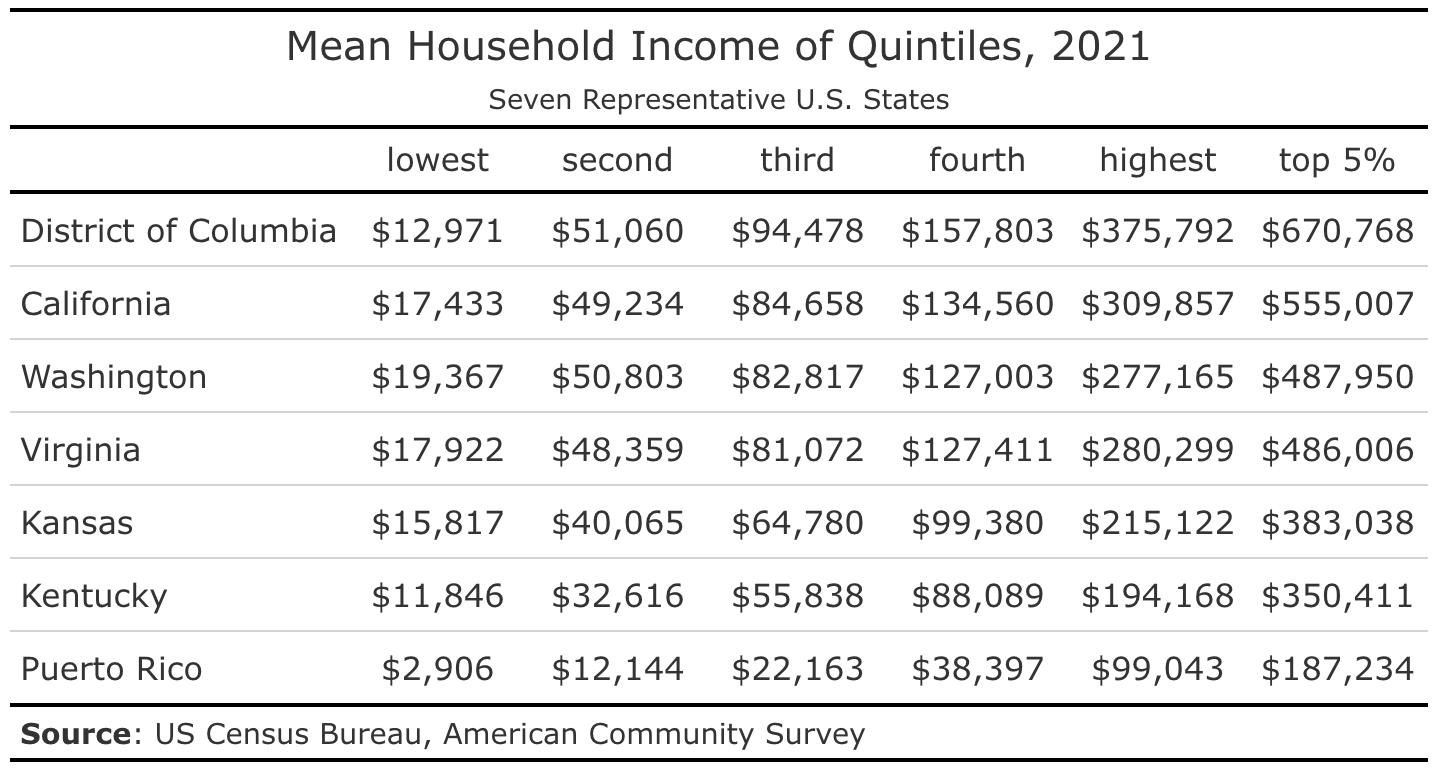 Mean Household Income of Quintiles, 2021
Seven Representative U.S. States
lowest second third fourth highest top 5%
District of Columbia $12,971 $51,060 $94,478 $157,803 $375,792 $670,768
California $17,433 $49,234 $84,658 $134,560 $309,857 $555,007
Washington $19,367 $50,803 $82,817 $127,003 $277,165 $487,950
Virginia $17,922 $48,359 $81,072 $127,411 $280,299 $486,006
Kansas $15,817 $40,065 $64,780 $99,380 $215,122 $383,038
Kentucky $11,846 $32,616 $55,838 $88,089 $194,168 $350,411
Puerto Rico $2,906 $12,144 $22,163 $38,397 $99,043 $187,234
Source: US Census Bureau, American Community Survey